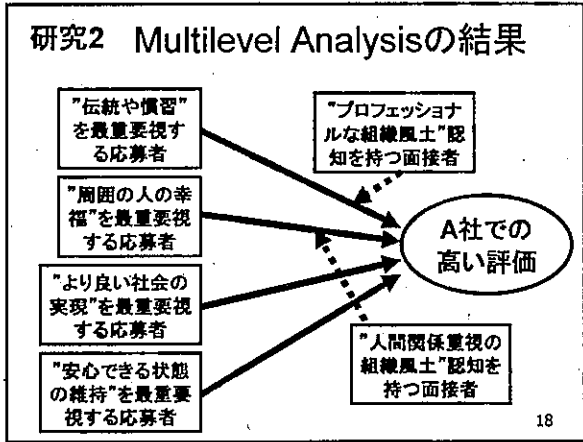 研究2 Multilevel Analysisの結果
”伝統や慣習”
を最重要視す
る応募者
”プロフェッショナ
ルな組織風土”認
知を持つ面接者
”周囲の人の幸
福”を最重要視
する応募者
A社での
高い評価
”より良い社会の
実現”を最重要視
する応募者
”安心できる状態
の維持”を最重要
視する応募者
”人間関係重視の
組織風土”認知を
持つ面接者
18